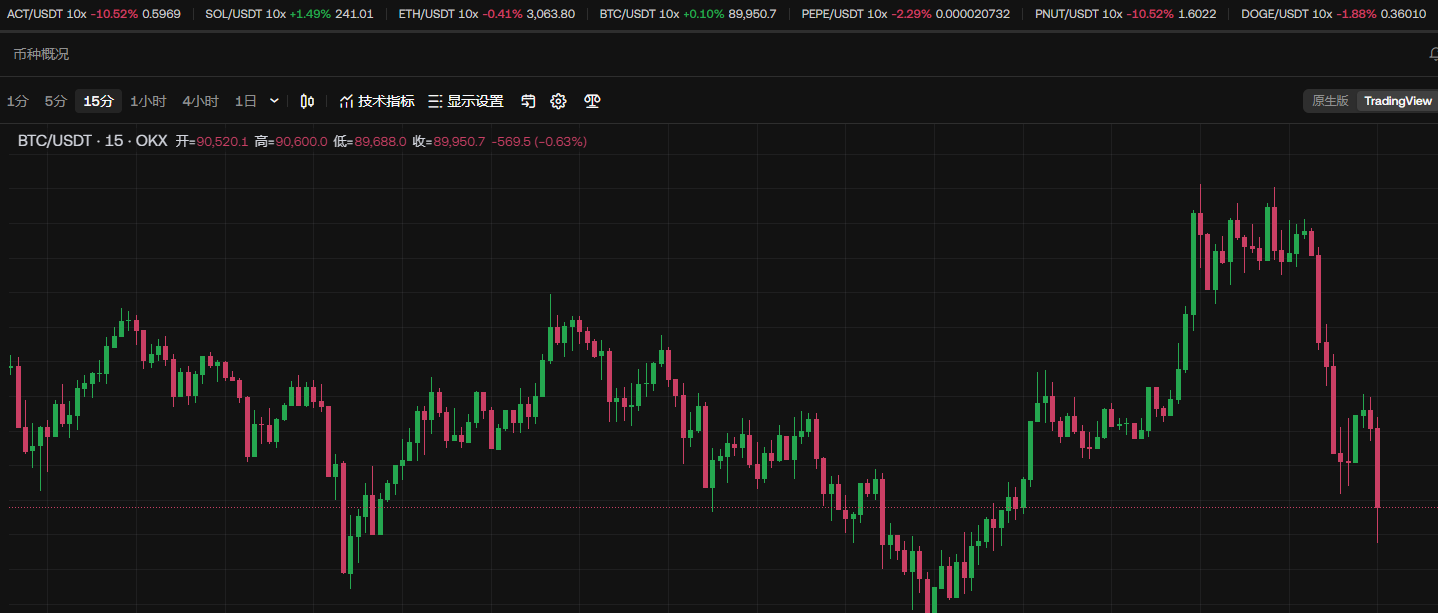 ACT/USDT 10x -10.52% 0.5969 SOL/USDT 10x +1.49% 241.01 ETH/USDT 10x -0.41% 3,063.80 BTC/USDT 10x +0.10% 89,950.7 PEPE/USDT 10x -2.29% 0.000020732 PNUT/USDT 10x -10.52% 1.6022 DOGE/USDT 10x -1.88% 0.36010
币种概况
1分 5分 15分 1小时 4小时 1日 技术指标 显示设置 原生版 TradingView
BTC/USDT · 15 · OKX 开=90,520.1 高=90,600.0 低=89,688.0 收=89,950.7 -569.5 (-0.63%)